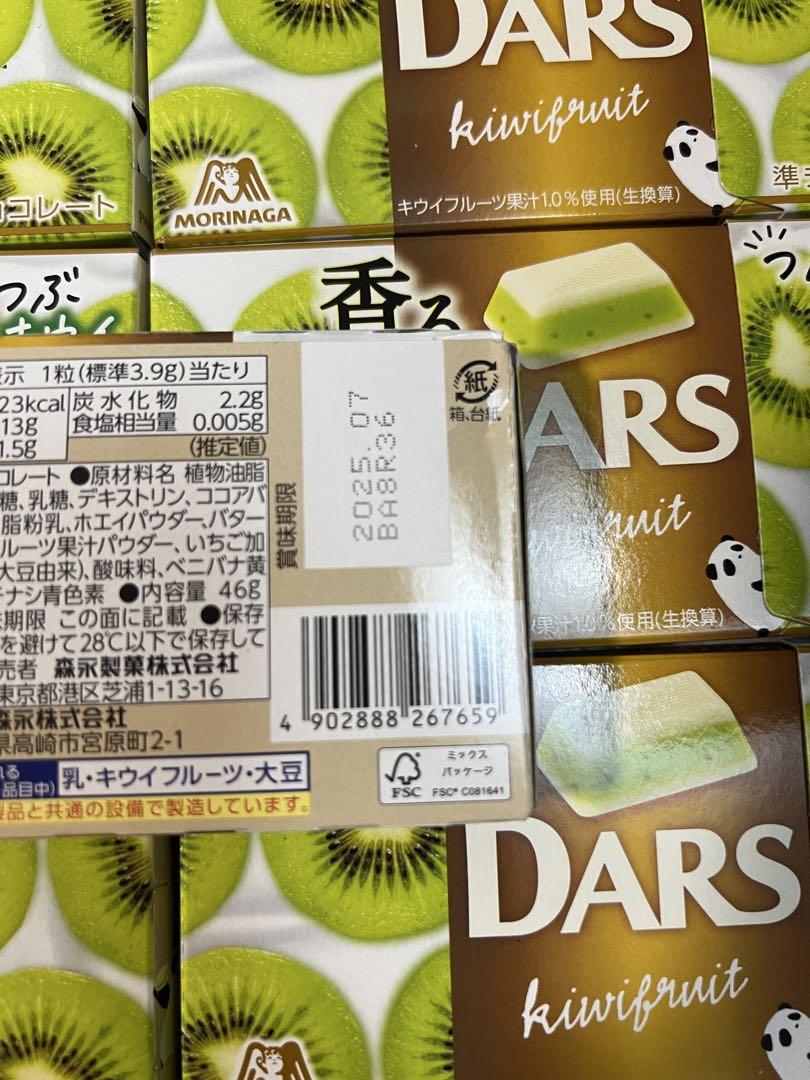 DARS
kiwifruit
コレート
MORINAGA
キウイフルーツ果汁1.0%使用(生換算)
準チ
つぶ
香る
つ
示 1粒(標準3.9g)当たり
23kcal 炭水化物 2.2g
13g 食塩相当量 0.005g
1.5g (推定値)
コレート ●原材料名 植物油脂
糖、乳糖、デキストリン、ココアバ
脂粉乳、ホエイパウダー、バター
ルーツ果汁パウダー、いちご加
大豆由来)、酸味料、ベニバナ黄
チナシ青色素 ●内容量 46g
期限 この面に記載 ●保存
を避けて28℃以下で保存して
売者 森永製菓株式会社
東京都港区芝浦1-13-16
森永株式会社
県高崎市宮原町2-1
れる
品目中) 乳・キウイフルーツ・大豆
製品と共通の設備で製造しています。
賞味期限
2025.07
BA8R36
紙
箱、台紙
4 902888 267659
FSC
ミックス
パッケージ
FSC® C081641
ARS
wifruit
果汁1.0%使用(生換算)
DARS
kiwifruit